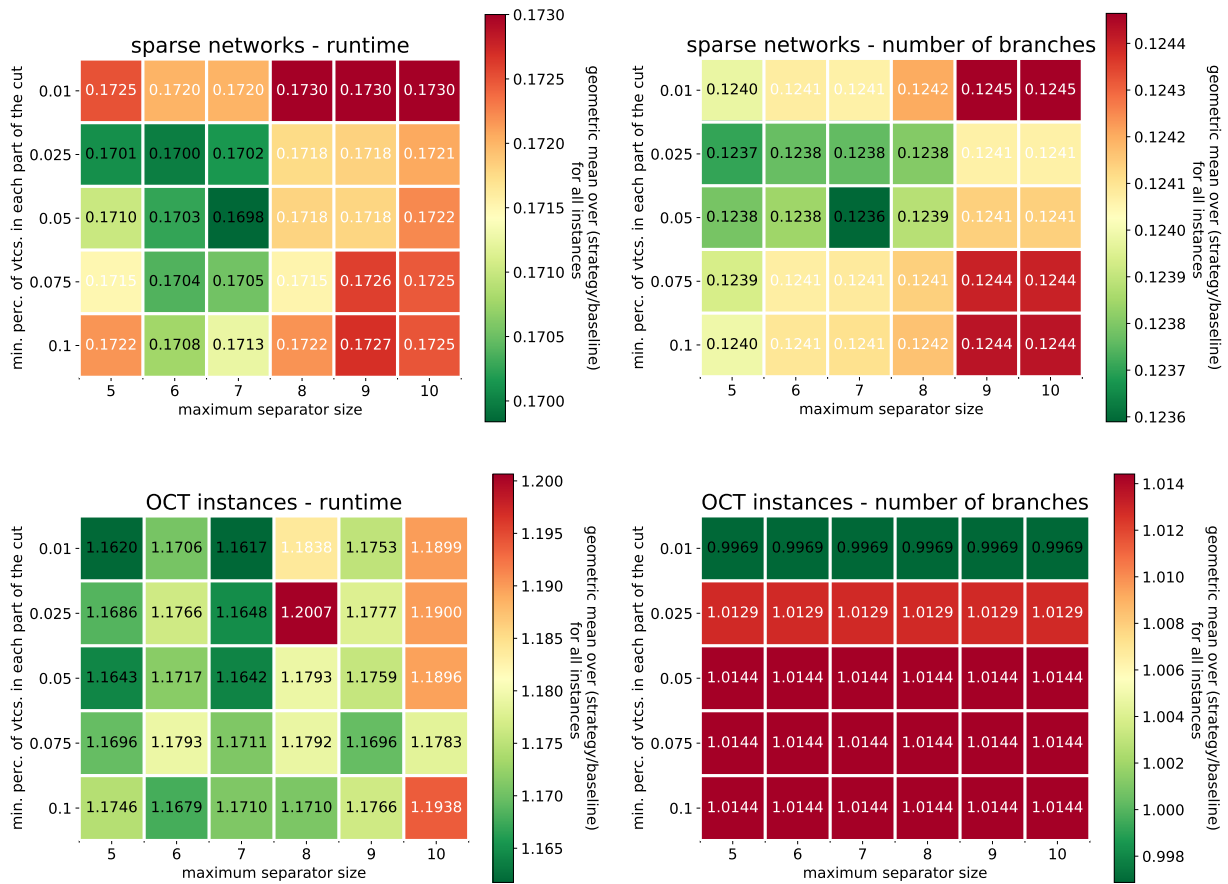 sparse networks - runtime
min. perc. of vtcs. in each part of the cut
0.01
0.1725 0.1720 0.1720 0.1730 0.1730 0.1730
0.025
0.1701 0.1700 0.1702 0.1718 0.1718 0.1721
0.05
0.1710 0.1703 0.1698 0.1718 0.1718 0.1722
0.075
0.1715 0.1704 0.1705 0.1715 0.1726 0.1725
0.1
0.1722 0.1708 0.1713 0.1722 0.1727 0.1725
5 6 7 8 9 10
maximum separator size
0.1730
0.1725
0.1720
0.1715
0.1710
0.1705
0.1700
geometric mean over (strategy/baseline)
for all instances
sparse networks - number of branches
min. perc. of vtcs. in each part of the cut
0.01
0.1240 0.1241 0.1241 0.1242 0.1245 0.1245
0.025
0.1237 0.1238 0.1238 0.1238 0.1241 0.1241
0.05
0.1238 0.1238 0.1236 0.1239 0.1241 0.1241
0.075
0.1239 0.1241 0.1241 0.1241 0.1244 0.1244
0.1
0.1240 0.1241 0.1241 0.1242 0.1244 0.1244
5 6 7 8 9 10
maximum separator size
0.1244
0.1243
0.1242
0.1241
0.1240
0.1239
0.1238
0.1237
0.1236
geometric mean over (strategy/baseline)
for all instances
OCT instances - runtime
min. perc. of vtcs. in each part of the cut
0.01
1.1620 1.1706 1.1617 1.1838 1.1753 1.1899
0.025
1.1686 1.1766 1.1648 1.2007 1.1777 1.1900
0.05
1.1643 1.1717 1.1642 1.1793 1.1759 1.1896
0.075
1.1696 1.1793 1.1711 1.1792 1.1696 1.1783
0.1
1.1746 1.1679 1.1710 1.1710 1.1766 1.1938
5 6 7 8 9 10
maximum separator size
1.200
1.195
1.190
1.185
1.180
1.175
1.170
1.165
geometric mean over (strategy/baseline)
for all instances
OCT instances - number of branches
min. perc. of vtcs. in each part of the cut
0.01
0.9969 0.9969 0.9969 0.9969 0.9969 0.9969
0.025
1.0129 1.0129 1.0129 1.0129 1.0129 1.0129
0.05
1.0144 1.0144 1.0144 1.0144 1.0144 1.0144
0.075
1.0144 1.0144 1.0144 1.0144 1.0144 1.0144
0.1
1.0144 1.0144 1.0144 1.0144 1.0144 1.0144
5 6 7 8 9 10
maximum separator size
1.014
1.012
1.010
1.008
1.006
1.004
1.002
1.000
0.998
geometric mean over (strategy/baseline)
for all instances